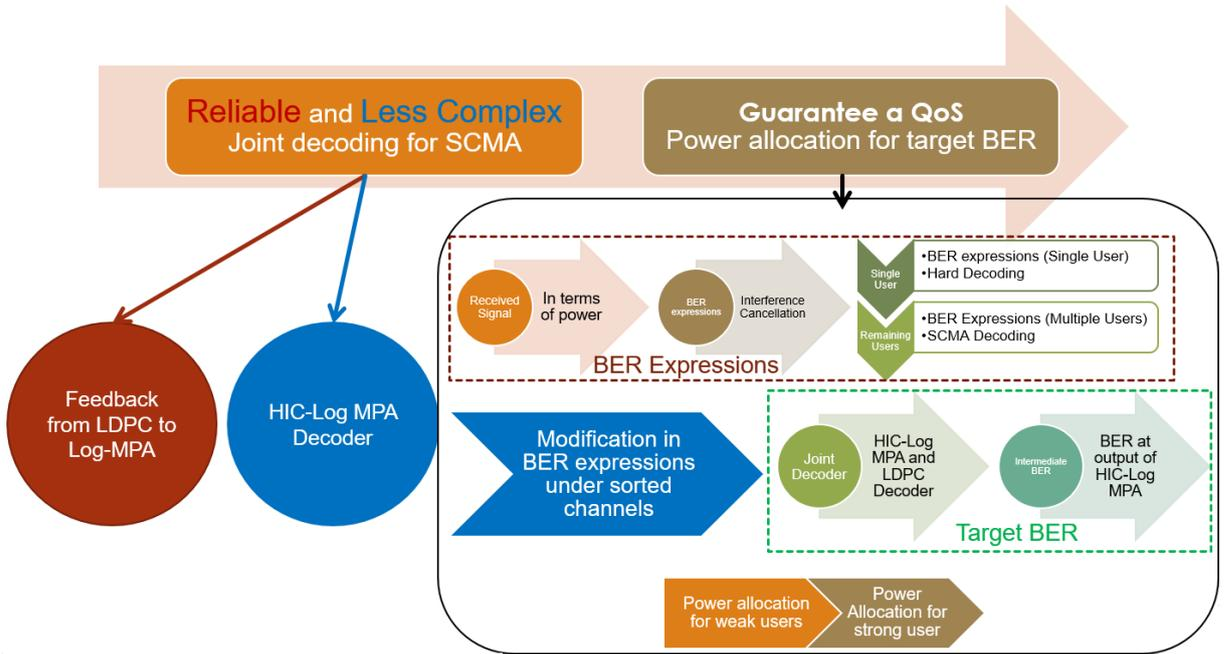 Reliable and Less Complex
Joint decoding for SCMA
Guarantee a QoS
Power allocation for target BER
Feedback
from LDPC to
Log-MPA
HIC-Log MPA
Decoder
Received
Signal
In terms
of power
BER
expressions
Interference
Cancellation
Single
User
•BER expressions (Single User)
•Hard Decoding
Remaining
Users
•BER Expressions (Multiple Users)
•SCMA Decoding
BER Expressions
Modification in
BER expressions
under sorted
channels
Joint
Decoder
HIC-Log
MPA and
LDPC
Decoder
Intermediate
BER
BER at
output of
HIC-Log
MPA
Target BER
Power allocation
for weak users
Power
Allocation for
strong user